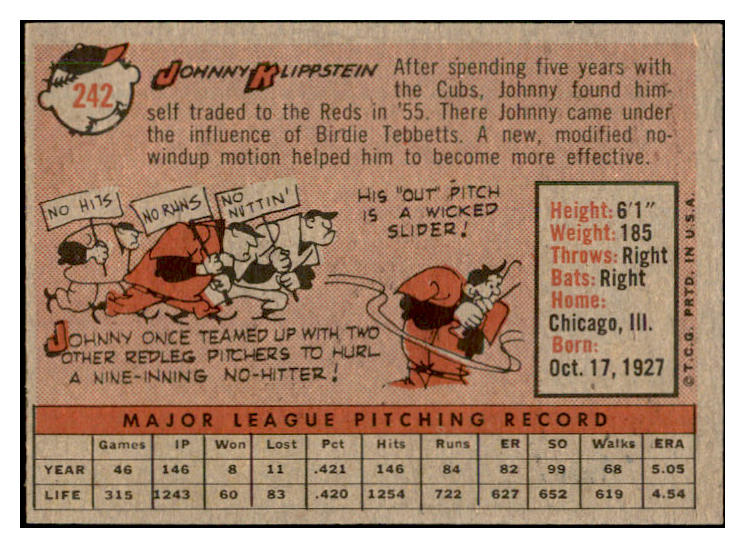 242
JOHNNY KLIPPSTEIN After spending five years with
the Cubs, Johnny found him-
self traded to the Reds in '55. There Johnny came under
the influence of Birdie Tebbetts. A new, modified no-
windup motion helped him to become more effective.
NO HITS
NO RUNS
NO NUTTIN'
HIS "OUT" PITCH
IS A WICKED
SLIDER!
JOHNNY ONCE TEAMED UP WITH TWO
OTHER REDLEG PITCHERS TO HURL
A NINE-INNING NO-HITTER!
Height: 6'1"
Weight: 185
Throws: Right
Bats: Right
Home:
Chicago, Ill.
Born:
Oct. 17, 1927
© T.C.G. PRTD. IN U.S.A.
MAJOR LEAGUE PITCHING RECORD
Games IP Won Lost Pct Hits Runs ER SO Walks ERA
YEAR 46 146 8 11 .421 146 84 82 99 68 5.05
LIFE 315 1243 60 83 .420 1254 722 627 652 619 4.54